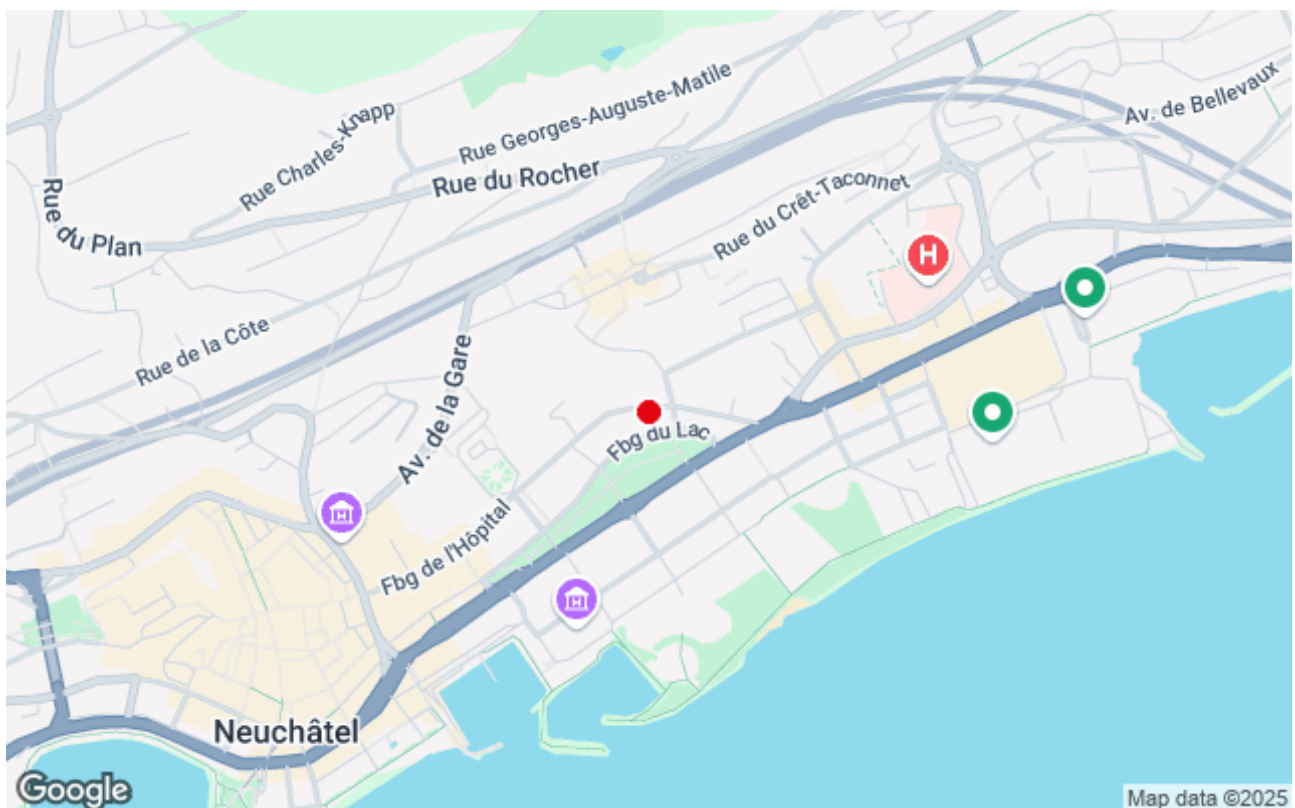 Av. de Bellevaux
Rue Georges-Auguste-Matile
Rue Charles-Knapp
Rue du Rocher
Rue du Plan
Rue du Crêt-Taconnet
H
Rue de la Côte
Av. de la Gare
Fbg du Lac
Fbg de l'Hôpital
Neuchâtel
Google
Map data ©2025